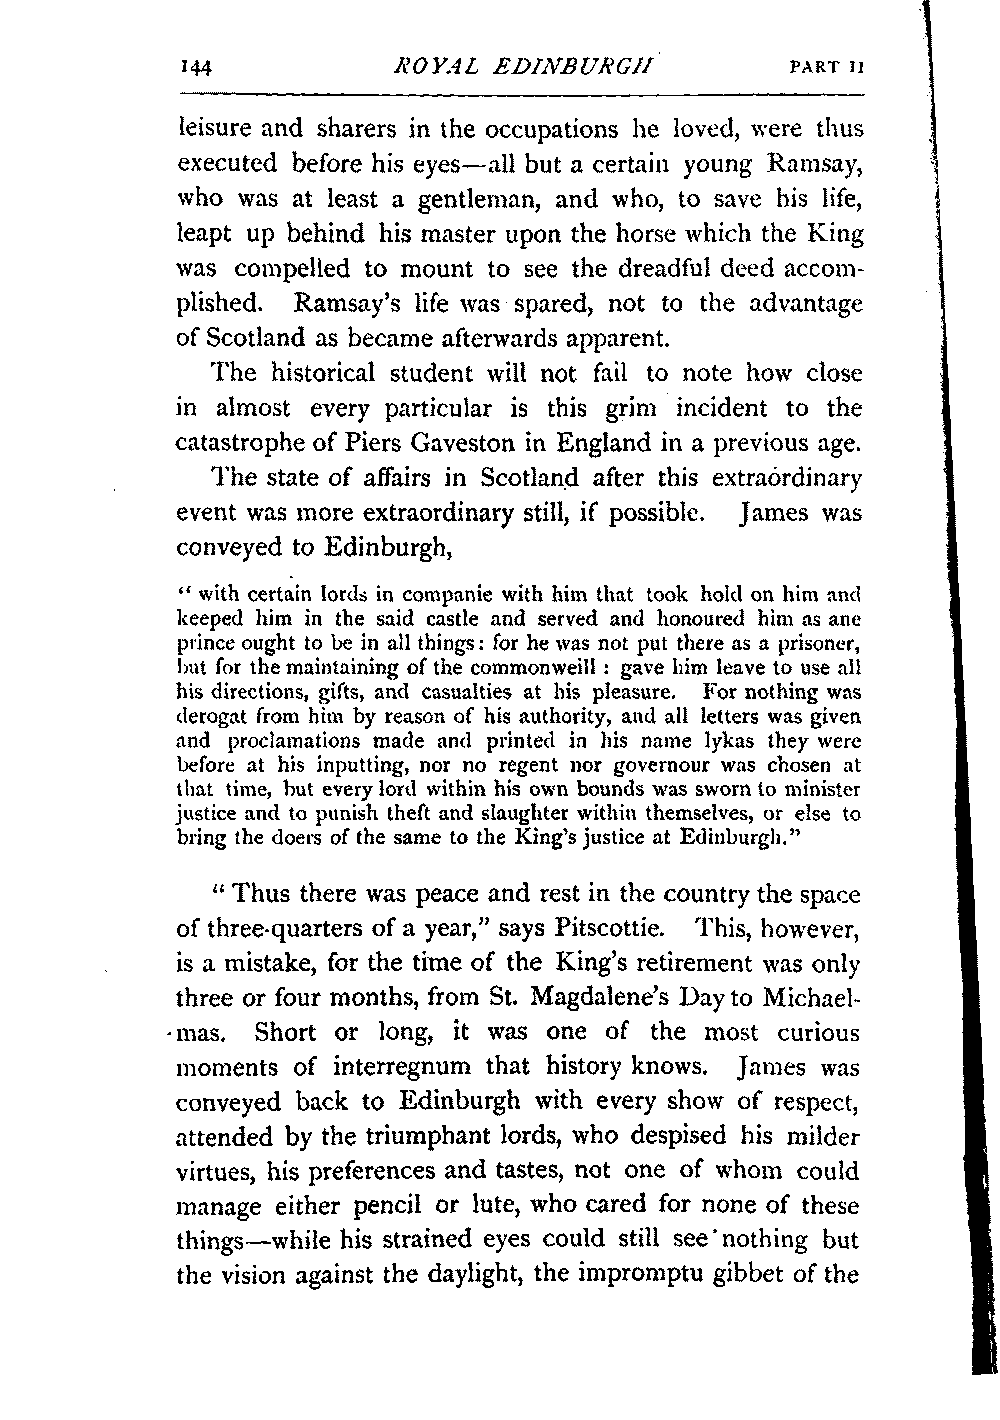 144 ROYAL EDINBURGH PART II
leisure and sharers in the occupations he loved, were thus
executed before his eyes—all but a certain young Ramsay,
who was at least a gentleman, and who, to save his life,
leapt up behind his master upon the horse which the King
was compelled to mount to see the dreadful deed accom-
plished. Ramsay's life was spared, not to the advantage
of Scotland as became afterwards apparent.
The historical student will not fail to note how close
in almost every particular is this grim incident to the
catastrophe of Piers Gaveston in England in a previous age.
The state of affairs in Scotland after this extraordinary
event was more extraordinary still, if possible. James was
conveyed to Edinburgh,
“ with certain lords in companie with him that took hold on him and
keeped him in the said castle and served and honoured him as ane
prince ought to be in all things: for he was not put there as a prisoner,
but for the maintaining of the commonweill : gave him leave to use all
his directions, gifts, and casualties at his pleasure. For nothing was
derogat from him by reason of his authority, and all letters was given
and proclamations made and printed in his name lykas they were
before at his inputting, nor no regent nor governour was chosen at
that time, but every lord within his own bounds was sworn to minister
justice and to punish theft and slaughter within themselves, or else to
bring the doers of the same to the King's justice at Edinburgh.”
“ Thus there was peace and rest in the country the space
of three-quarters of a year,” says Pitscottie. This, however,
is a mistake, for the time of the King's retirement was only
three or four months, from St. Magdalene's Day to Michael-
mas. Short or long, it was one of the most curious
moments of interregnum that history knows. James was
conveyed back to Edinburgh with every show of respect,
attended by the triumphant lords, who despised his milder
virtues, his preferences and tastes, not one of whom could
manage either pencil or lute, who cared for none of these
things—while his strained eyes could still see nothing but
the vision against the daylight, the impromptu gibbet of the